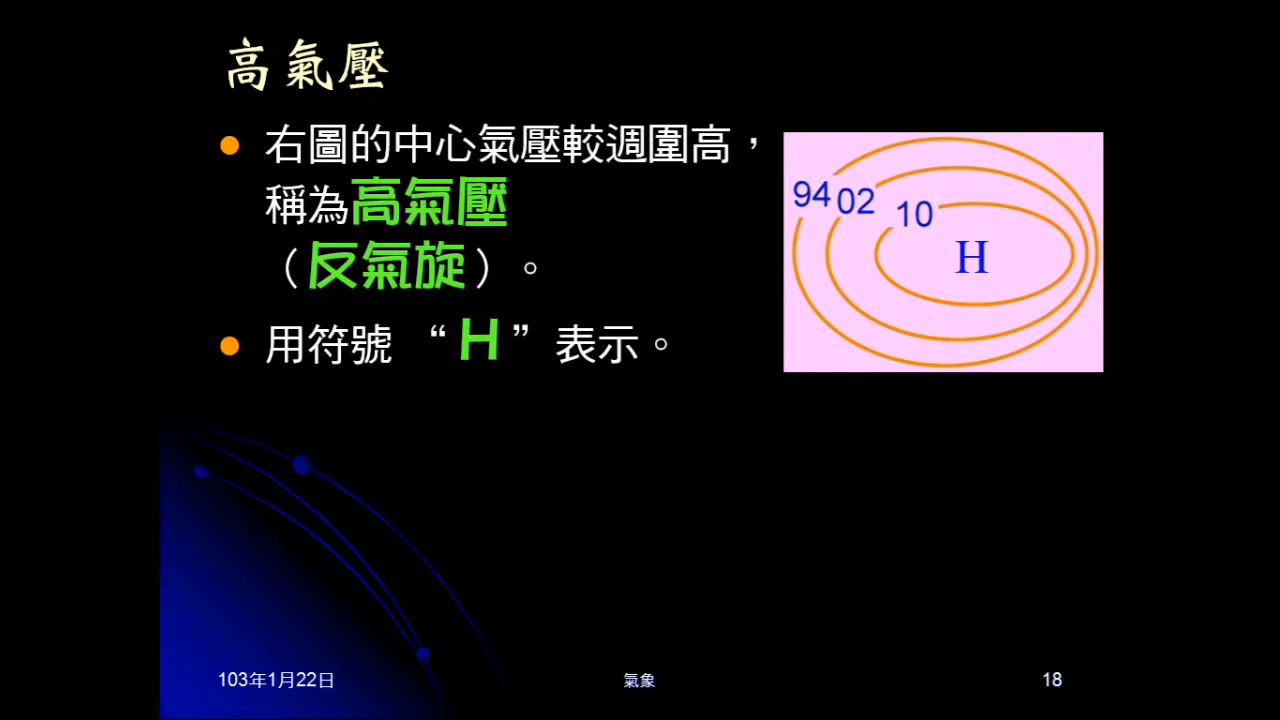 高氣壓
右圖的中心氣壓較週圍高，
稱為高氣壓
（反氣旋）。
用符號 “H”表示。
94 02 10
H
103年1月22日
氣象
18